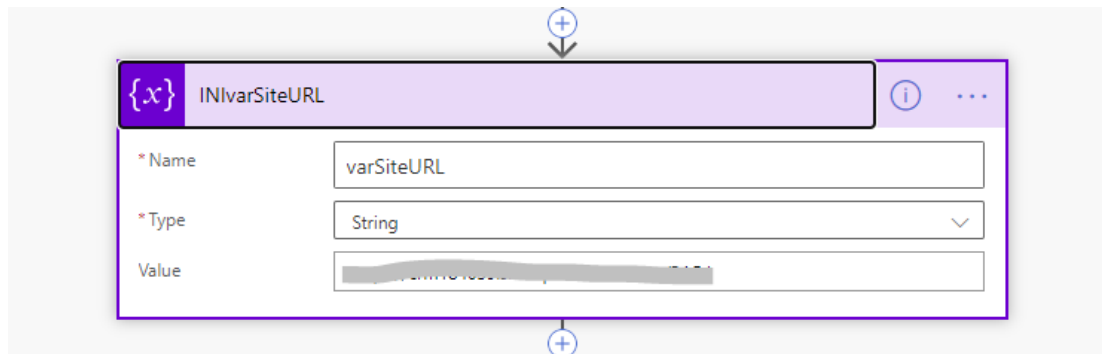 {x} INIvarSiteURL
* Name varSiteURL
* Type String
Value